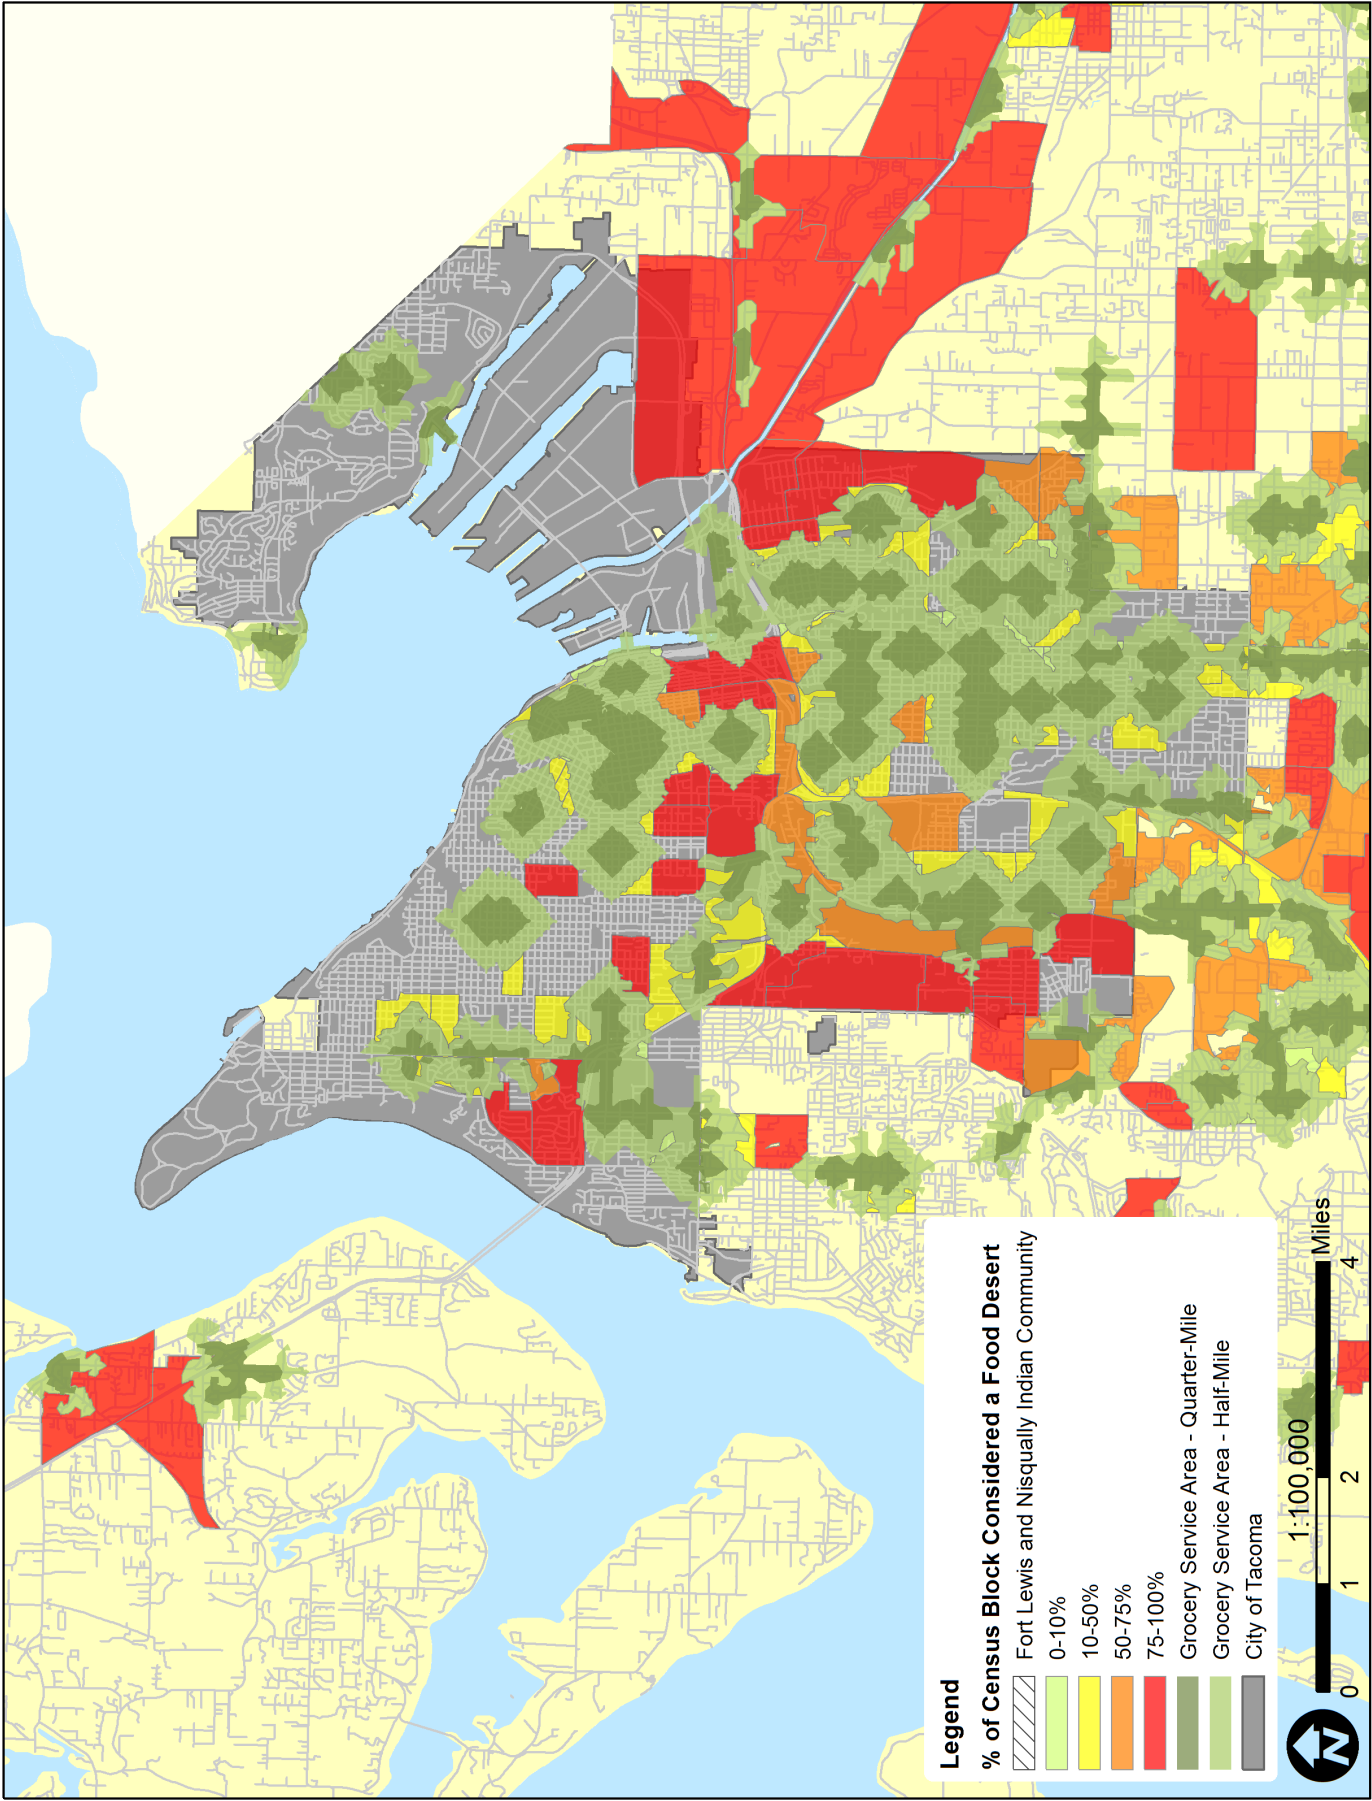 Legend
% of Census Block Considered a Food Desert
Fort Lewis and Nisqually Indian Community
0-10%
10-50%
50-75%
75-100%
Grocery Service Area - Quarter-Mile
Grocery Service Area - Half-Mile
City of Tacoma
N
1:100,000
Miles
0 1 2 4